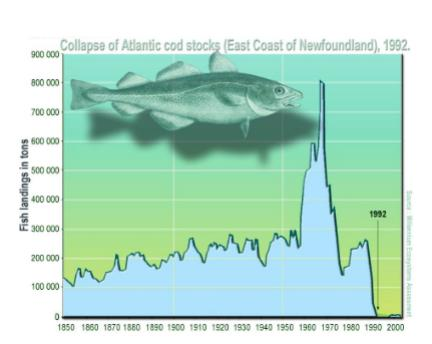 Collapse of Atlantic cod stocks (East Coast of Newfoundland), 1992.
900 000
800 000
700 000
600 000
500 000
400 000
300 000
200 000
100 000
0
Fish landings in tons
1992
1850 1860 1870 1880 1890 1900 1910 1920 1930 1940 1950 1960 1970 1980 1990 2000
Source: Millennium Ecosystems Assessment